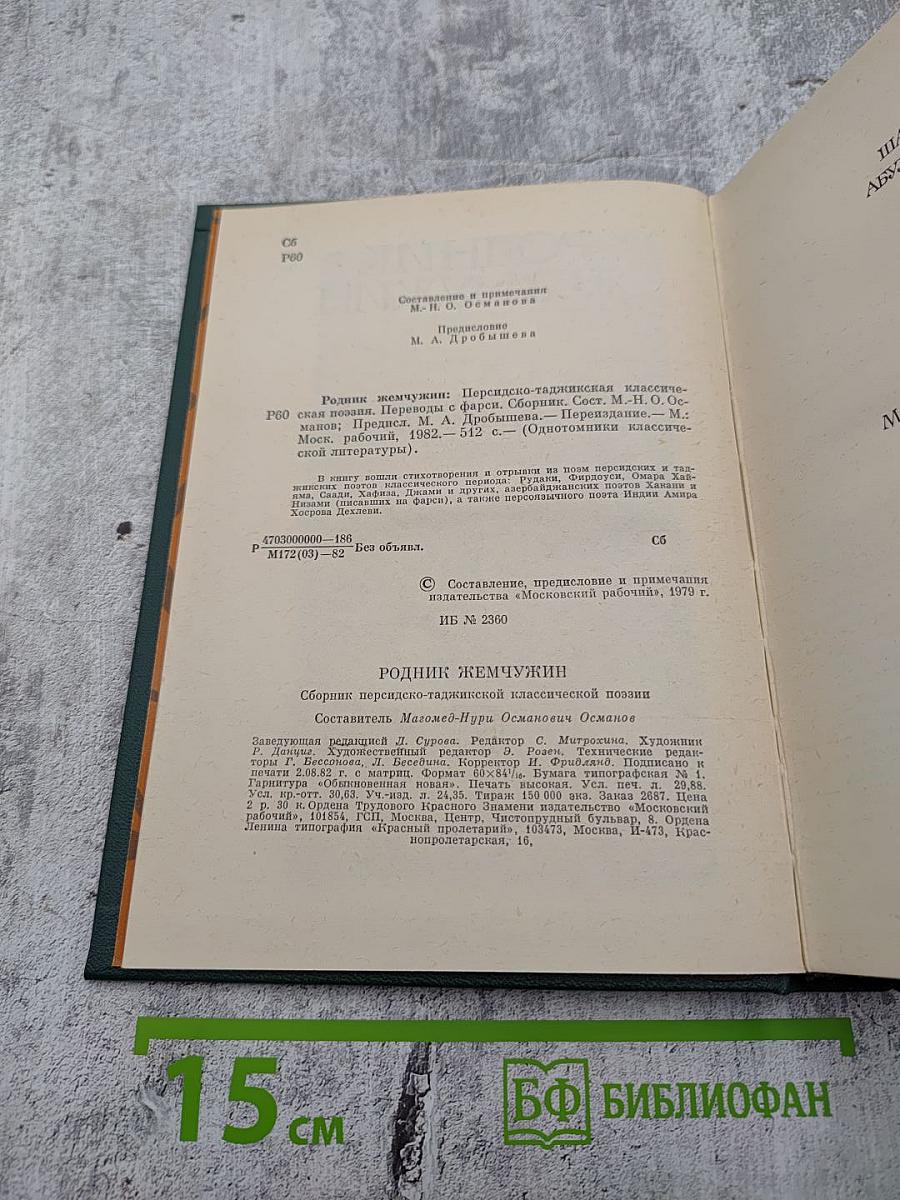 Сб
Р60
Составление и примечания
М.-Н. О. Османова
Предисловие
М. А. Дробышева
Родник жемчужин: Персидско-таджикская классиче-
Р60 ская поэзия. Переводы с фарси. Сборник. Сост. М.-Н. О. Ос-
манов; Предисл. М. А. Дробышева.— Переиздание.— М.:
Моск. рабочий, 1982.— 512 с.— (Однотомники классиче-
ской литературы).
В книгу вошли стихотворения и отрывки из поэм персидских и тад-
жикских поэтов классического периода: Рудаки, Фирдоуси, Омара Хай-
яма, Саади, Хафиза, Джами и других, азербайджанских поэтов Хакани и
Низами (писавших на фарси), а также персоязычного поэта Индии Амира
Хосрова Дехлеви.
4703000000—186
Р М172(03)—82 Без объявл.
Сб
© Составление, предисловие и примечания
издательства «Московский рабочий», 1979 г.
ИБ № 2360
РОДНИК ЖЕМЧУЖИН
Сборник персидско-таджикской классической поэзии
Составитель Магомед-Нури Османович Османов
Заведующая редакцией Л. Сурова. Редактор С. Митрохина. Художник
Р. Данциг. Художественный редактор Э. Розен. Технические редак-
торы Г. Бессонова, Л. Беседина. Корректор И. Фридлянд. Подписано к
печати 2.08.82 г. с матриц. Формат 60×84¹/₁₆. Бумага типографская № 1.
Гарнитура «Обыкновенная новая». Печать высокая. Усл. печ. л. 29,88.
Усл. кр.-отт. 30,63. Уч.-изд. л. 24,35. Тираж 150 000 экз. Заказ 2687. Цена
2 р. 30 к. Ордена Трудового Красного Знамени издательство «Московский
рабочий», 101854, ГСП, Москва, Центр, Чистопрудный бульвар, 8. Ордена
Ленина типография «Красный пролетарий», 103473, Москва, И-473, Крас-
нопролетарская, 16,
ША
АБУ
М
15 см
БФ БИБЛИОФАН